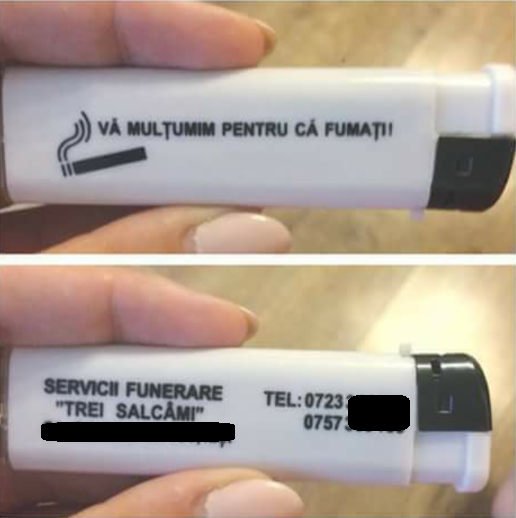 VĂ MULȚUMIM PENTRU CĂ FUMAȚI!
SERVICII FUNERARE
"TREI SALCÂMI"
TEL: 0723
0757